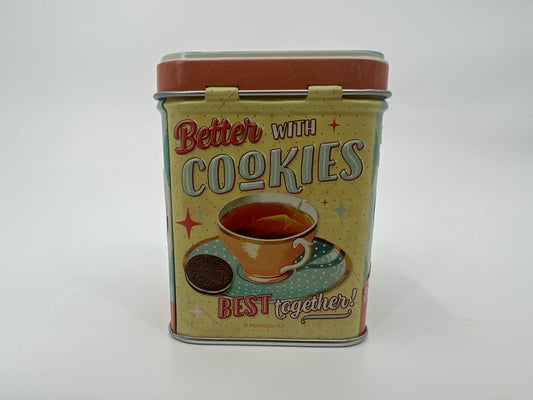 Better WITH
COOKIES
BEST together!
© Nostalgic Art